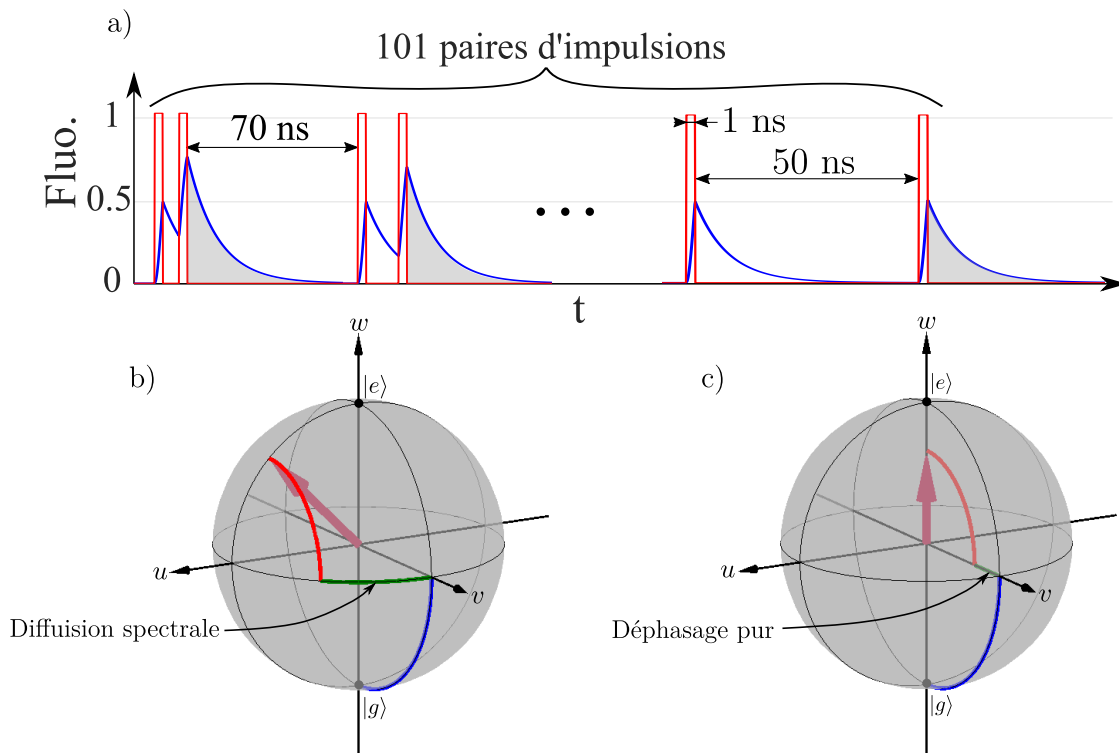 a)
101 paires d'impulsions
Fluo.
1
0.5
0
70 ns
1 ns
50 ns
t
b)
w
|e⟩
u
v
Diffuision spectrale
|g⟩
c)
w
|e⟩
u
v
Déphasage pur
|g⟩